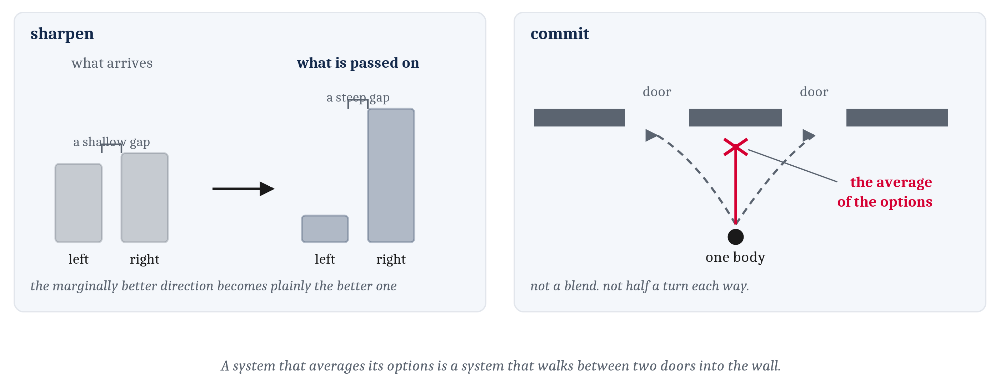 sharpen
what arrives
what is passed on
a steep gap
a shallow gap
left
right
left
right
the marginally better direction becomes plainly the better one
commit
door
door
the average
of the options
one body
not a blend. not half a turn each way.
A system that averages its options is a system that walks between two doors into the wall.